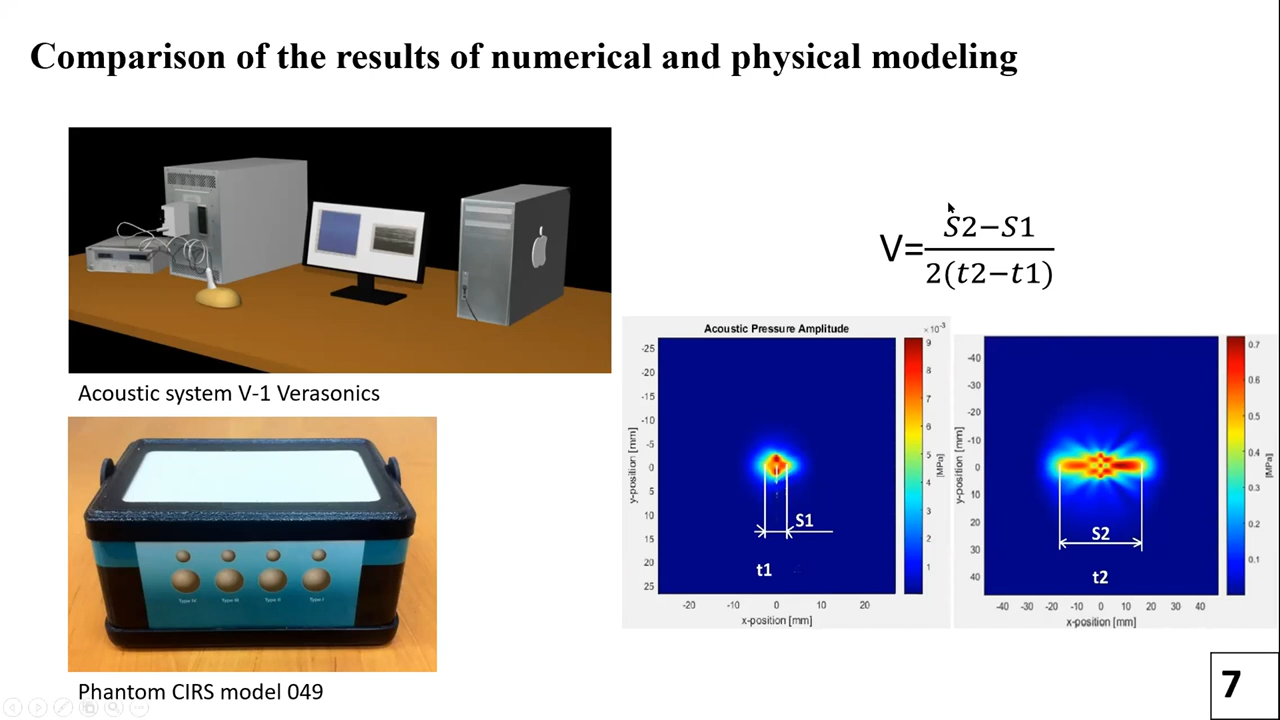 Comparison of the results of numerical and physical modeling
Acoustic system V-1 Verasonics
V=
S2−S1
2(t2−t1)
Acoustic Pressure Amplitude
×10⁻³
-25
-20
-15
-10
-5
0
5
10
15
20
25
y-position [mm]
-20
-10
0
10
20
x-position [mm]
9
8
7
6
5
4
3
2
1
[MPa]
S1
t1
-40
-30
-20
-10
0
10
20
30
40
y-position [mm]
-40
-30
-20
-10
0
10
20
30
40
x-position [mm]
0.7
0.6
0.5
0.4
0.3
0.2
0.1
[MPa]
S2
t2
Type IV Type III Type II Type I
Phantom CIRS model 049
7